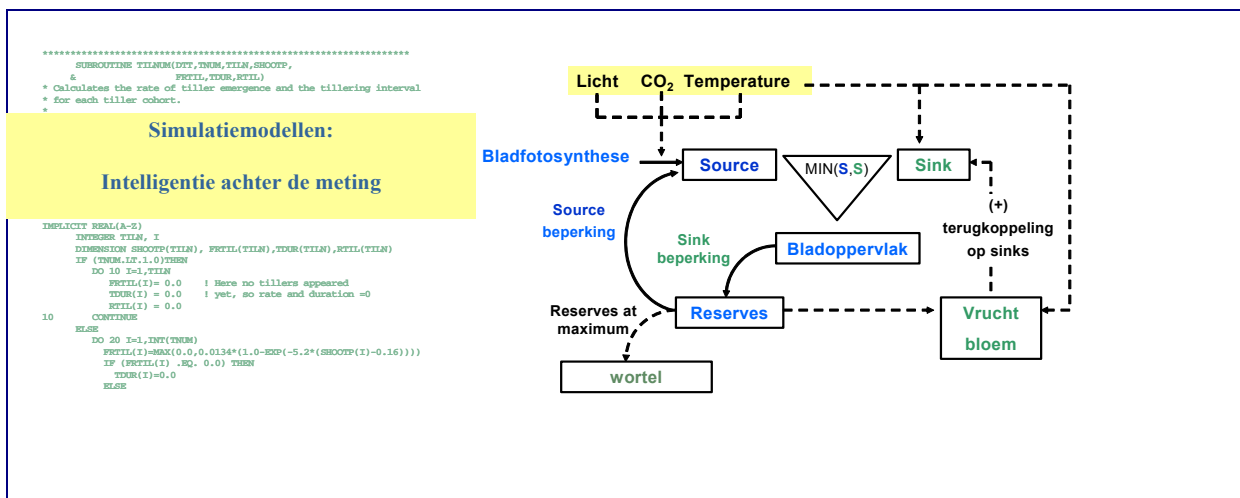 ******************************************************************
SUBROUTINE TILNUM(DTT,TNUM,TILN,SHOOTP,
& FRTIL,TDUR,RTIL)
* Calculates the rate of tiller emergence and the tillering interval
* for each tiller cohort.
*
Simulatiemodellen:
Intelligentie achter de meting
IMPLICIT REAL(A-Z)
INTEGER TILN, I
DIMENSION SHOOTP(TILN), FRTIL(TILN),TDUR(TILN),RTIL(TILN)
IF (TNUM.LT.1.0)THEN
DO 10 I=1,TILN
FRTIL(I)= 0.0 ! Here no tillers appeared
TDUR(I) = 0.0 ! yet, so rate and duration =0
RTIL(I) = 0.0
10 CONTINUE
ELSE
DO 20 I=1,INT(TNUM)
FRTIL(I)=MAX(0.0,0.0134*(1.0-EXP(-5.2*(SHOOTP(I)-0.16))))
IF (FRTIL(I) .EQ. 0.0) THEN
TDUR(I)=0.0
ELSE
Licht CO2 Temperature
Bladfotosynthese
Source
MIN(S,S)
Sink
Source
beperking
Sink
beperking
Bladoppervlak
(+)
terugkoppeling
op sinks
Reserves at
maximum
Reserves
Vrucht
bloem
wortel